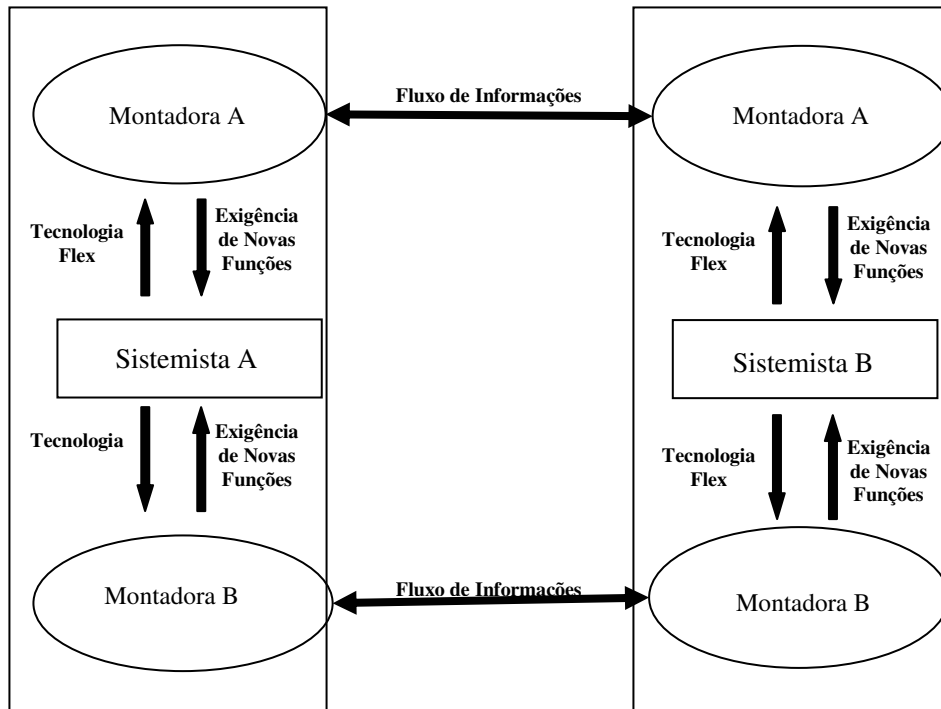 Montadora A
Fluxo de Informações
Montadora A
Tecnologia
Flex
Exigência
de Novas
Funções
Tecnologia
Flex
Exigência
de Novas
Funções
Sistemista A
Sistemista B
Tecnologia
Exigência
de Novas
Funções
Tecnologia
Flex
Exigência
de Novas
Funções
Montadora B
Fluxo de Informações
Montadora B